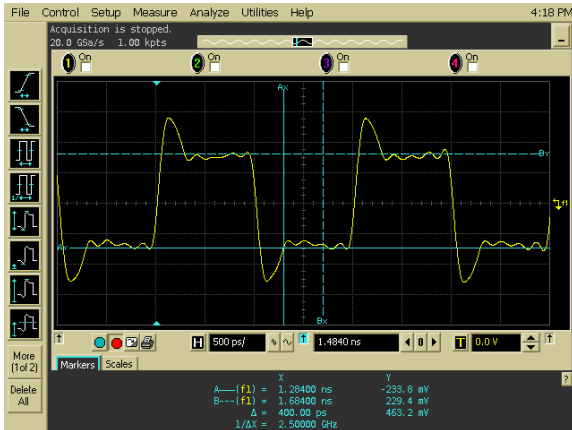 File Control Setup Measure Analyze Utilities Help 4:18 PM
Acquisition is stopped.
20.0 GSa/s 1.00 kpts
1 On 2 On 3 On 4 On
Ax
By
f1
Ay
Bx
H 500 ps/ 1.4840 ns 0 T 0.0 V
More
(1of 2)
Delete
All
Markers Scales
?
X Y
A——(f1) = 1.28400 ns -233.8 mV
B---(f1) = 1.68400 ns 229.4 mV
Δ = 400.00 ps 463.2 mV
1/ΔX = 2.50000 GHz